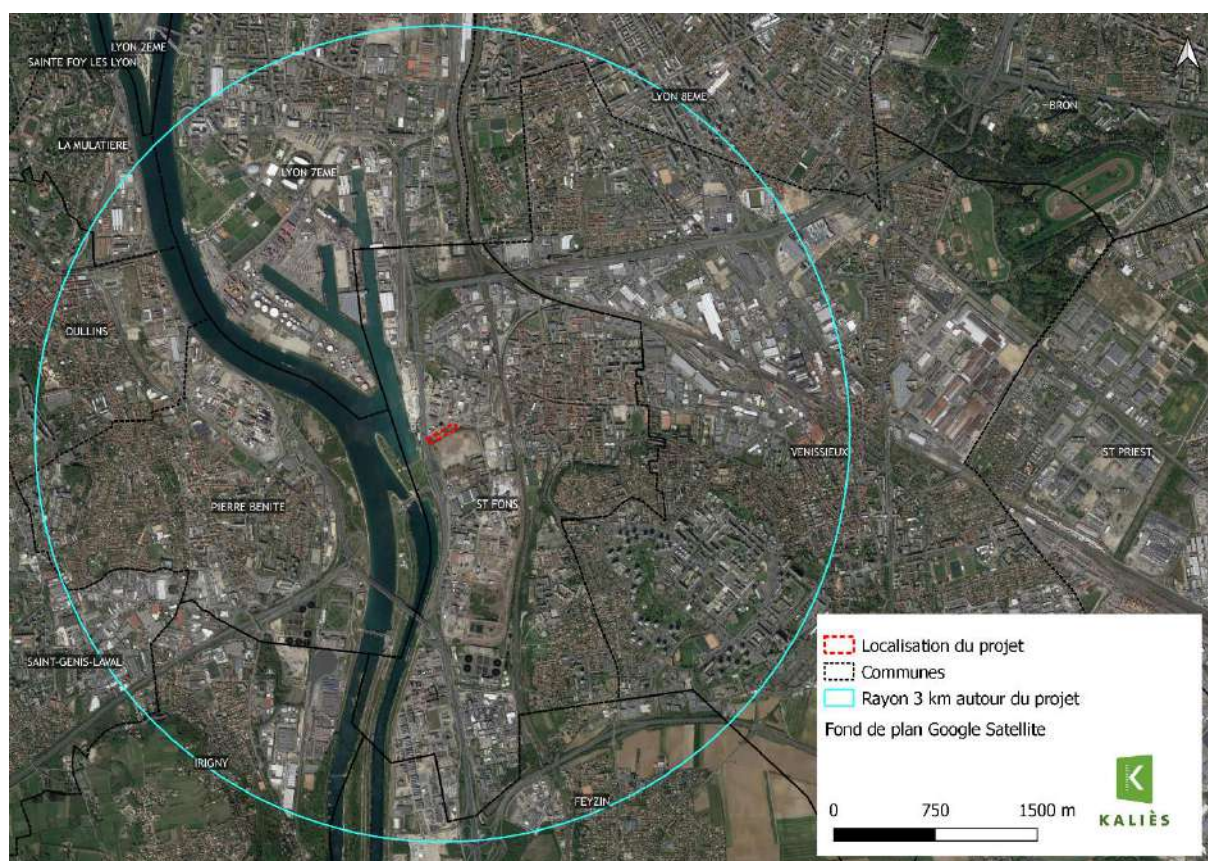 LYON 2EME
SAINTE FOY LES LYON
LYON 8EME
BRON
LA MULATIERE
LYON 7EME
OULLINS
VENISSIEUX
ST PRIEST
PIERRE BENITE
ST FONS
SAINT-GENIS-LAVAL
IRIGNY
FEYZIN
Localisation du projet
Communes
Rayon 3 km autour du projet
Fond de plan Google Satellite
0 750 1500 m
KALIÈS